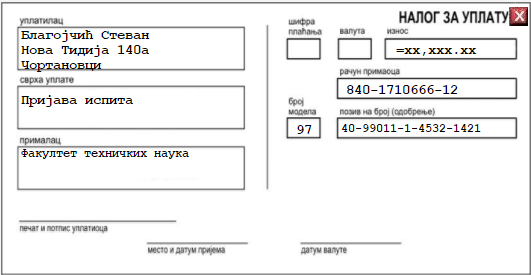 НАЛОГ ЗА УПЛАТУ
уплатилац
Благојчић Стеван
Нова Тидија 140а
Чортановци
сврха уплате
Пријава испита
прималац
Факултет техничких наука
печат и потпис уплатиоца
место и датум пријема
шифра
плаћања
валута
износ
=xx,xxx.xx
рачун примаоца
840-1710666-12
број
модела
97
позив на број (одобрење)
40-99011-1-4532-1421
датум валуте